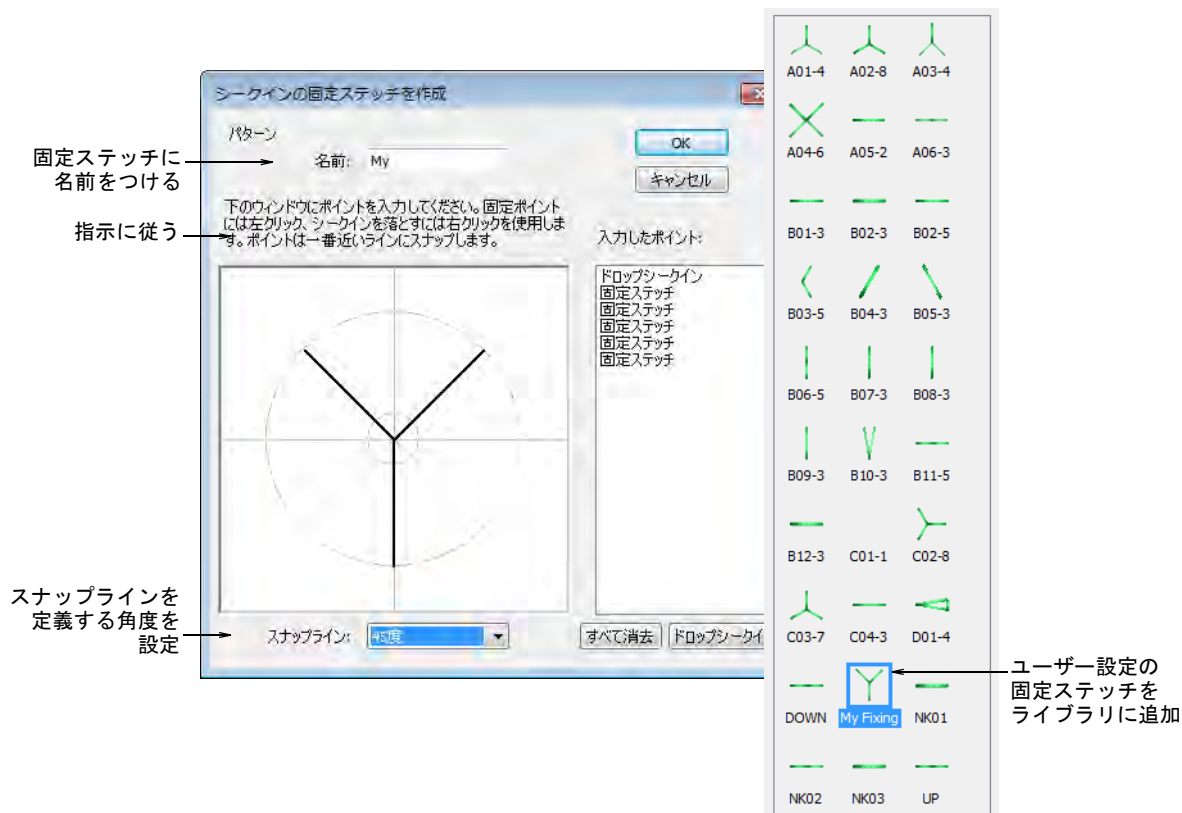 シークインの固定ステッチを作成
パターン
名前: My
OK
キャンセル
固定ステッチに
名前をつける
下のウィンドウにポイントを入力してください。固定ポイント
には左クリック、シークインを落とすには右クリックを使用しま
す。ポイントは一番近いラインにスナップします。
指示に従う
入力したポイント:
ドロップシークイン
固定ステッチ
固定ステッチ
固定ステッチ
固定ステッチ
固定ステッチ
スナップラインを
定義する角度を
設定
スナップライン: 45度
すべて消去 ドロップシークイ
A01-4 A02-8 A03-4
A04-6 A05-2 A06-3
B01-3 B02-3 B02-5
B03-5 B04-3 B05-3
B06-5 B07-3 B08-3
B09-3 B10-3 B11-5
B12-3 C01-1 C02-8
C03-7 C04-3 D01-4
DOWN My Fixing NK01
NK02 NK03 UP
ユーザー設定の
固定ステッチを
ライブラリに追加